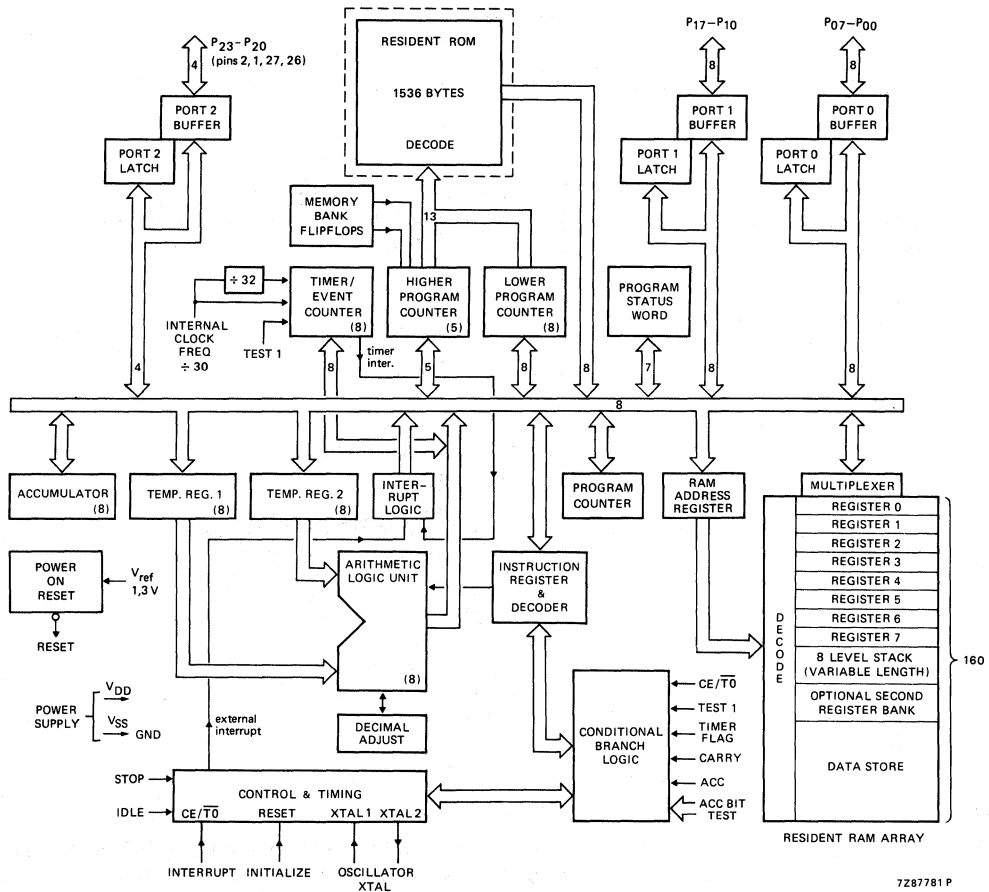 P23–P20
(pins 2, 1, 27, 26)
4
PORT 2
BUFFER
PORT 2
LATCH
RESIDENT ROM
1536 BYTES
DECODE
P17–P10
8
PORT 1
BUFFER
PORT 1
LATCH
P07–P00
8
PORT 0
BUFFER
PORT 0
LATCH
MEMORY
BANK
FLIPFLOPS
13
÷ 32
INTERNAL
CLOCK
FREQ
÷ 30
TEST 1
TIMER/
EVENT
COUNTER
(8)
HIGHER
PROGRAM
COUNTER
(5)
LOWER
PROGRAM
COUNTER
(8)
PROGRAM
STATUS
WORD
timer
inter.
4
8
5
8
8
7
8
8
8
ACCUMULATOR
(8)
TEMP. REG. 1
(8)
TEMP. REG. 2
(8)
INTER–
RUPT
LOGIC
PROGRAM
COUNTER
RAM
ADDRESS
REGISTER
MULTIPLEXER
REGISTER 0
REGISTER 1
REGISTER 2
REGISTER 3
REGISTER 4
REGISTER 5
REGISTER 6
REGISTER 7
8 LEVEL STACK
(VARIABLE LENGTH)
OPTIONAL SECOND
REGISTER BANK
DATA STORE
DECODE
160
RESIDENT RAM ARRAY
POWER
ON
RESET
Vref
1,3 V
RESET
ARITHMETIC
LOGIC UNIT
(8)
INSTRUCTION
REGISTER
&
DECODER
DECIMAL
ADJUST
POWER
SUPPLY
VDD
VSS
GND
external
interrupt
CONDITIONAL
BRANCH
LOGIC
CE/T̅0̅
TEST 1
TIMER
FLAG
CARRY
ACC
ACC BIT
TEST
STOP
IDLE
CONTROL & TIMING
CE/T̅0̅ RESET XTAL 1 XTAL 2
INTERRUPT INITIALIZE OSCILLATOR
XTAL
7Z87781 P